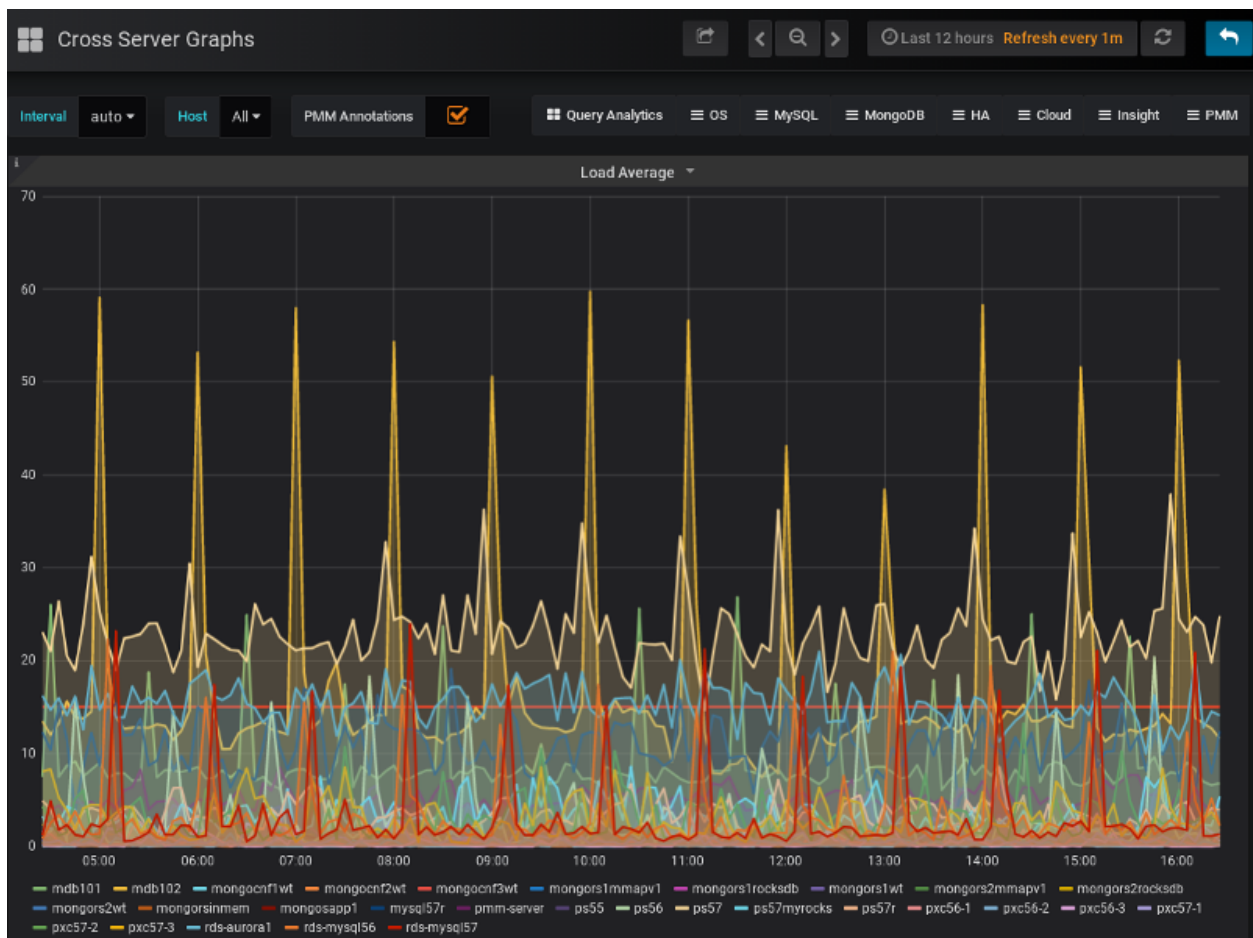 Cross Server Graphs
Last 12 hours Refresh every 1m
Interval auto Host All PMM Annotations Query Analytics OS MySQL MongoDB HA Cloud Insight PMM
i
Load Average
70
60
50
40
30
20
10
0
05:00 06:00 07:00 08:00 09:00 10:00 11:00 12:00 13:00 14:00 15:00 16:00
mdb101 mdb102 mongocnf1wt mongocnf2wt mongocnf3wt mongors1mmapv1 mongors1rocksdb mongors1wt mongors2mmapv1 mongors2rocksdb
mongors2wt mongorsinmem mongosapp1 mysql57r pmm-server ps55 ps56 ps57 ps57myrocks ps57r pxc56-1 pxc56-2 pxc56-3 pxc57-1
pxc57-2 pxc57-3 rds-aurora1 rds-mysql56 rds-mysql57